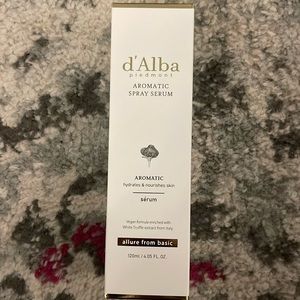 d'Alba
piedmont
AROMATIC
SPRAY SERUM
AROMATIC
hydrates & nourishes skin
sérum
Vegan formula enriched with
White Truffle extract from Italy
allure from basic
120ml / 4.05 FL. OZ.